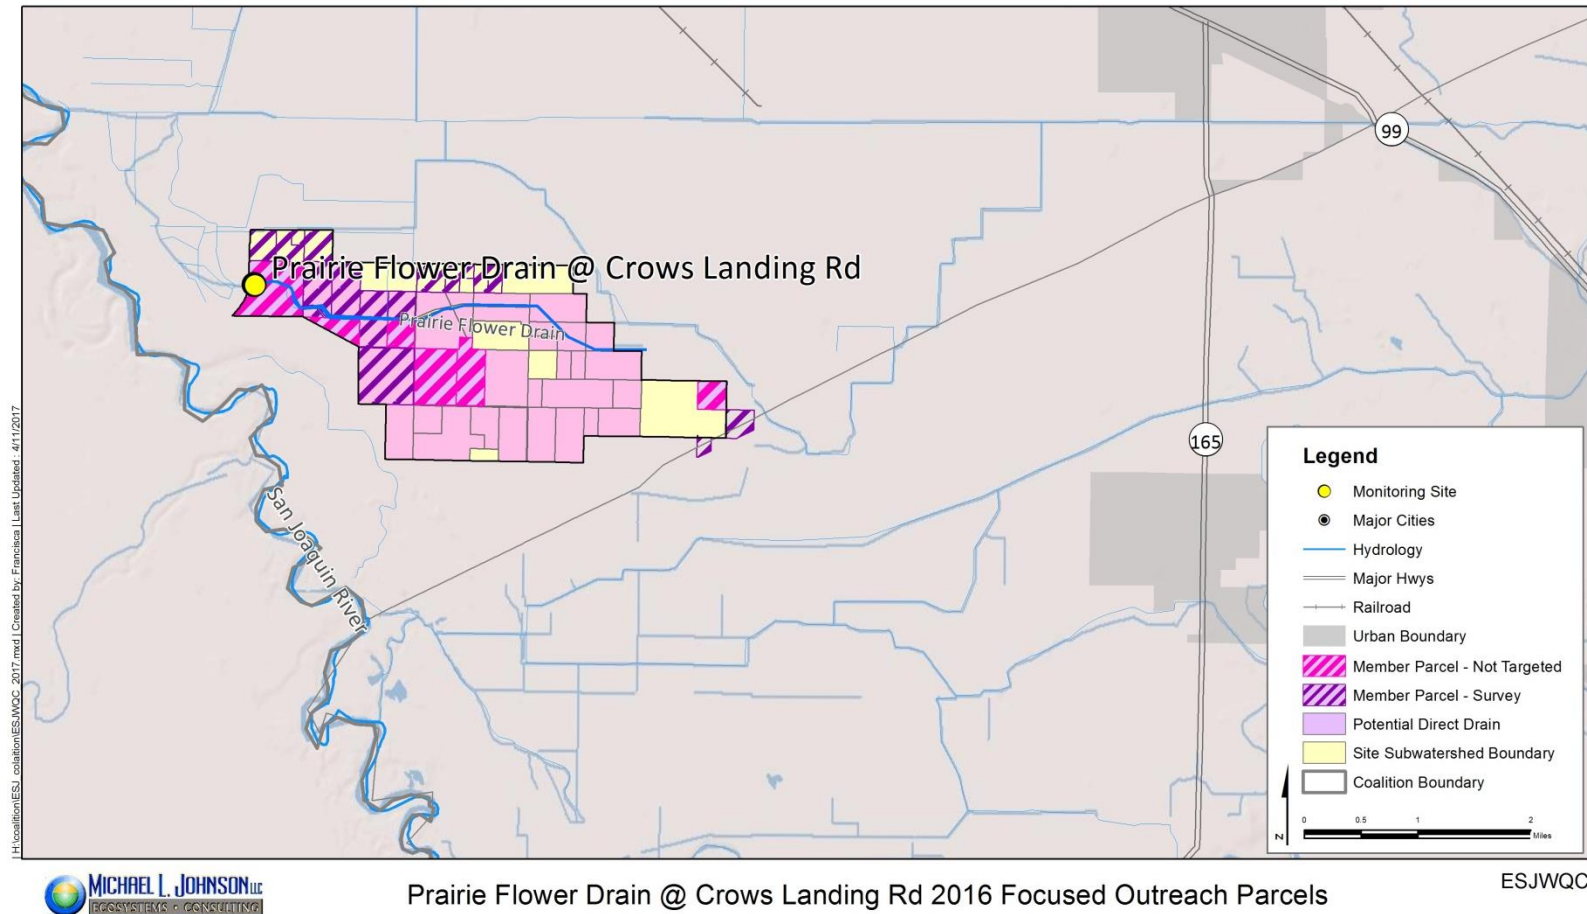 99
Prairie Flower Drain @ Crows Landing Rd
Prairie Flower Drain
165
San Joaquin River
Legend
Monitoring Site
Major Cities
Hydrology
Major Hwys
Railroad
Urban Boundary
Member Parcel - Not Targeted
Member Parcel - Survey
Potential Direct Drain
Site Subwatershed Boundary
Coalition Boundary
N
0 0.5 1 2
Miles
MICHAEL L. JOHNSON LLC
ECOSYSTEMS • CONSULTING
Prairie Flower Drain @ Crows Landing Rd 2016 Focused Outreach Parcels
ESJWQC